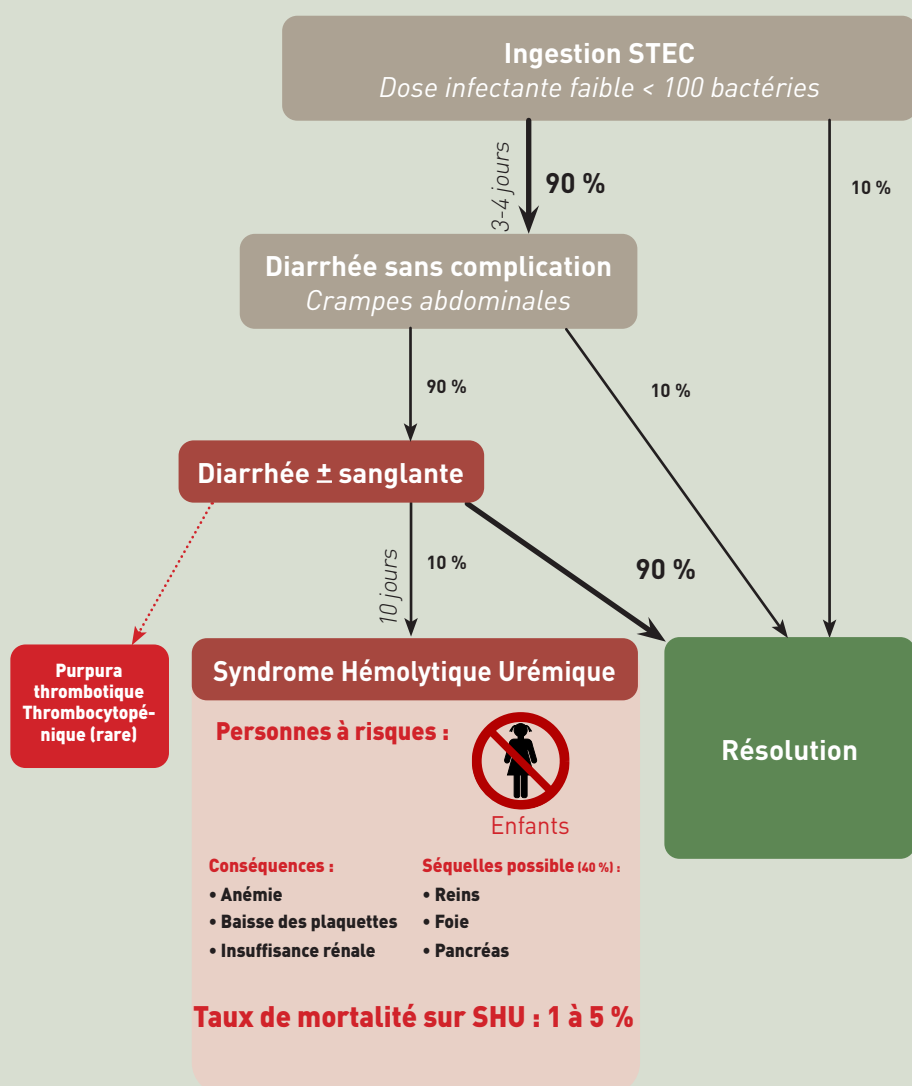 Ingestion STEC
Dose infectante faible < 100 bactéries
3-4 jours
90 %
10 %
Diarrhée sans complication
Crampes abdominales
90 %
10 %
Diarrhée ± sanglante
10 jours
10 %
90 %
Purpura
thrombotique
Thrombocytopé-
nique (rare)
Syndrome Hémolytique Urémique
Personnes à risques :
Enfants
Conséquences :
• Anémie
• Baisse des plaquettes
• Insuffisance rénale
Séquelles possible (40 %) :
• Reins
• Foie
• Pancréas
Taux de mortalité sur SHU : 1 à 5 %
Résolution